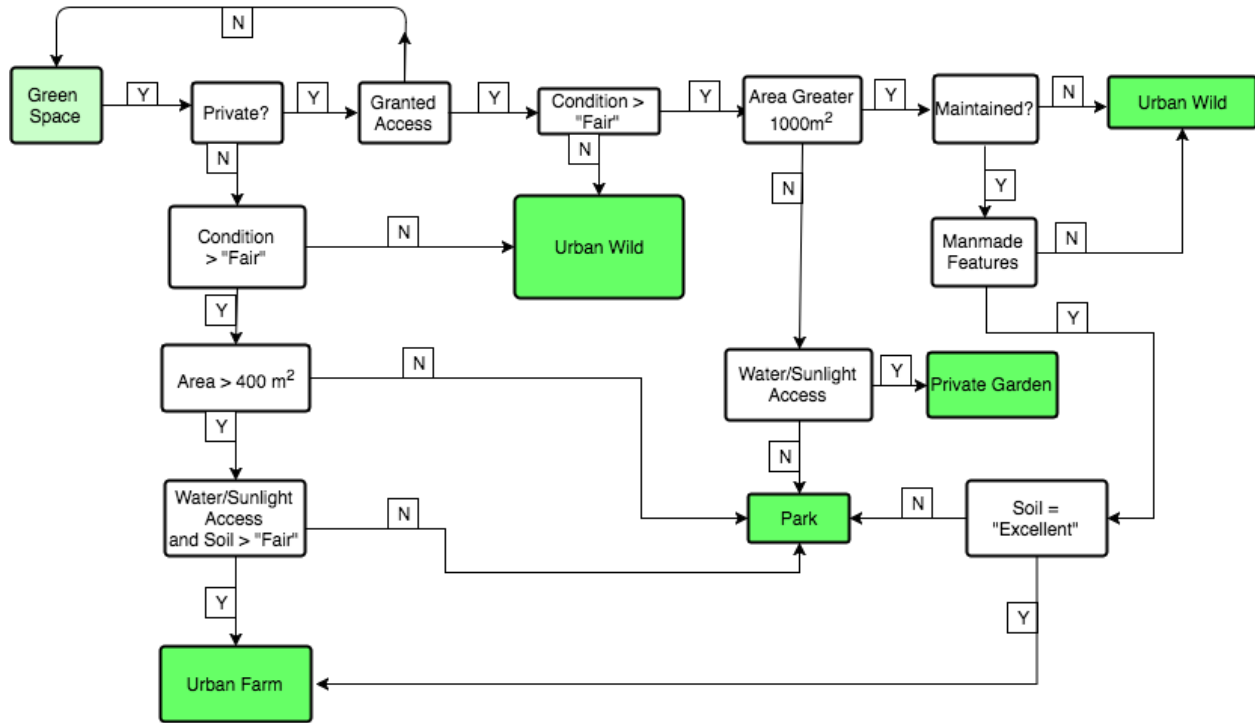 N
Green
Space
Y
Private?
Y
Granted
Access
Y
Condition >
"Fair"
Y
Area Greater
1000m²
Y
Maintained?
N
Urban Wild
N
N
N
Y
Condition
> "Fair"
N
Urban Wild
Manmade
Features
N
Y
Y
Area > 400 m²
N
Water/Sunlight
Access
Y
Private Garden
Y
N
Water/Sunlight
Access
and Soil > "Fair"
N
Park
N
Soil =
"Excellent"
Y
Y
Urban Farm